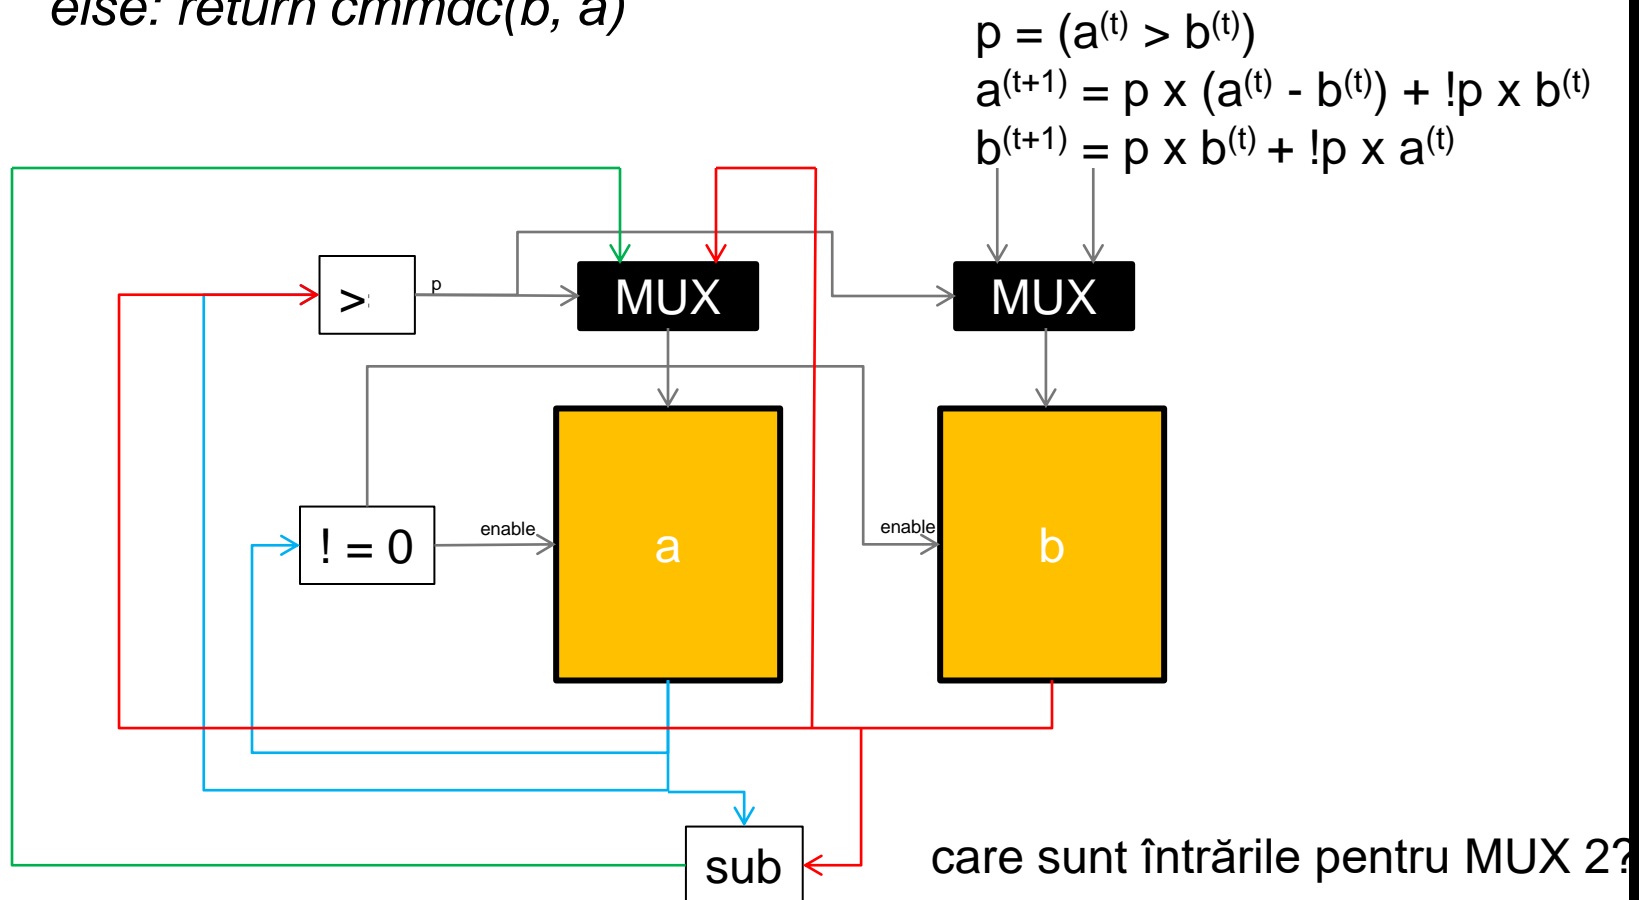 else: return cmmdc(b, a)
p = (a^(t) > b^(t))
a^(t+1) = p x (a^(t) - b^(t)) + !p x b^(t)
b^(t+1) = p x b^(t) + !p x a^(t)
>
p
MUX
MUX
! = 0
enable
a
enable
b
sub
care sunt întrările pentru MUX 2?